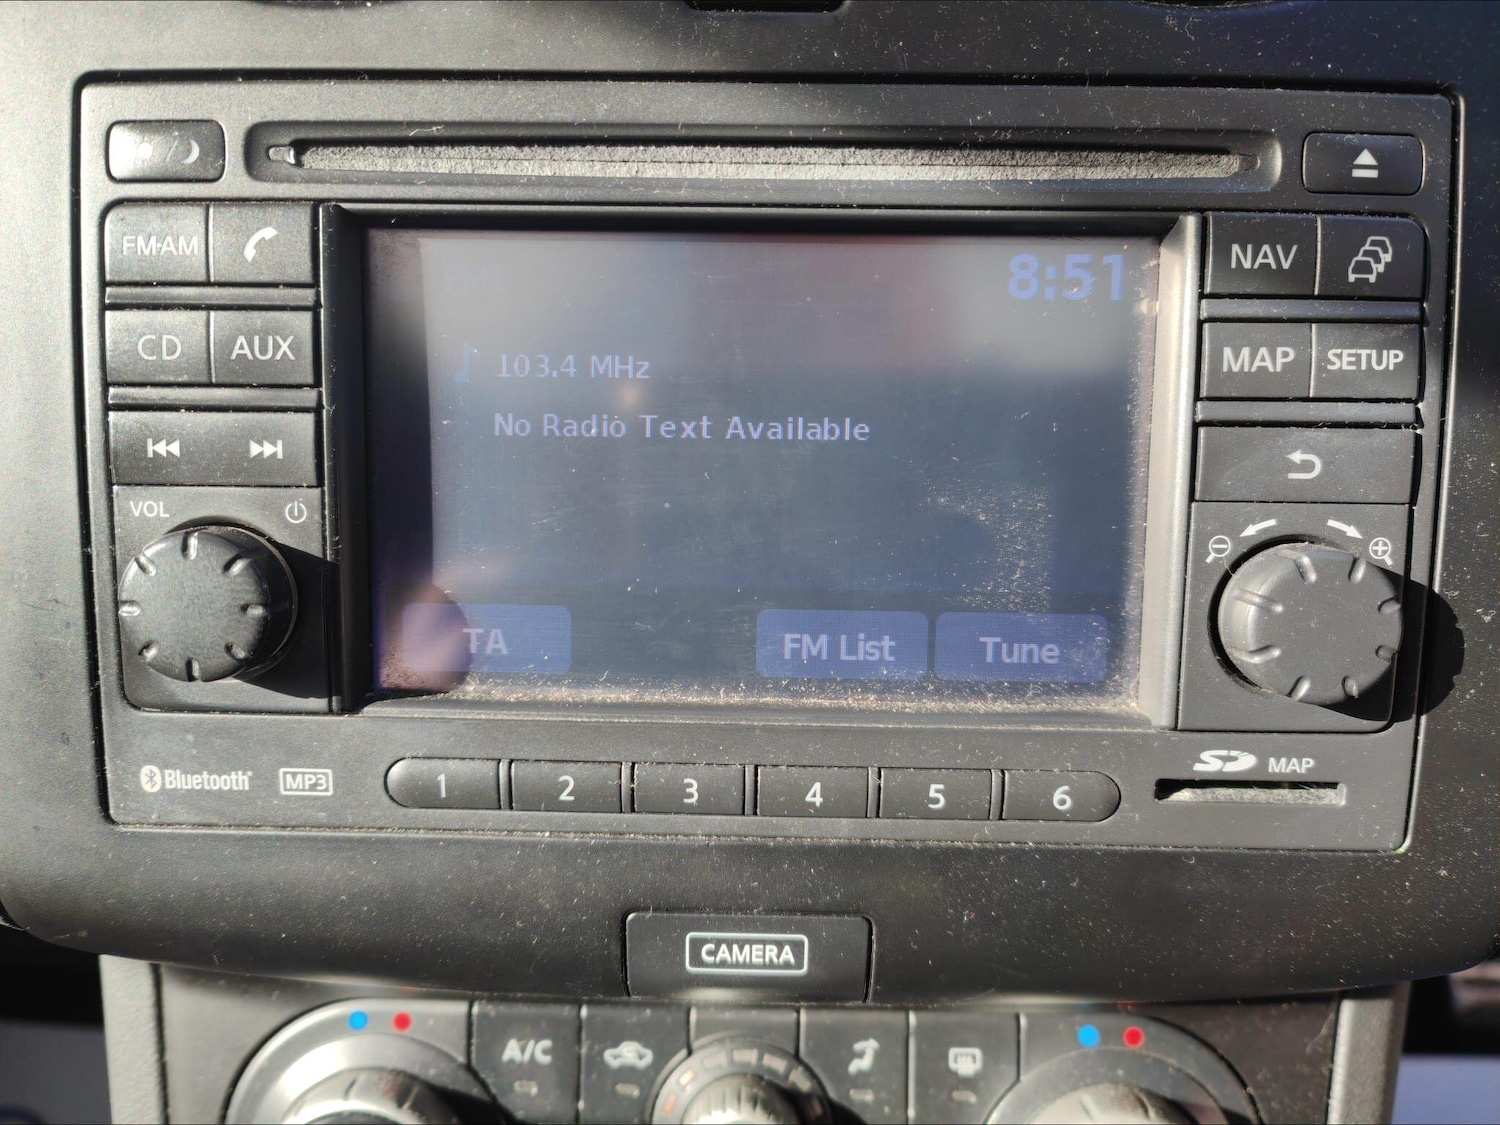 FM·AM
CD
AUX
VOL
8:51
103.4 MHz
No Radio Text Available
TA
FM List
Tune
NAV
MAP
SETUP
Bluetooth
MP3
1
2
3
4
5
6
SD MAP
CAMERA
A/C